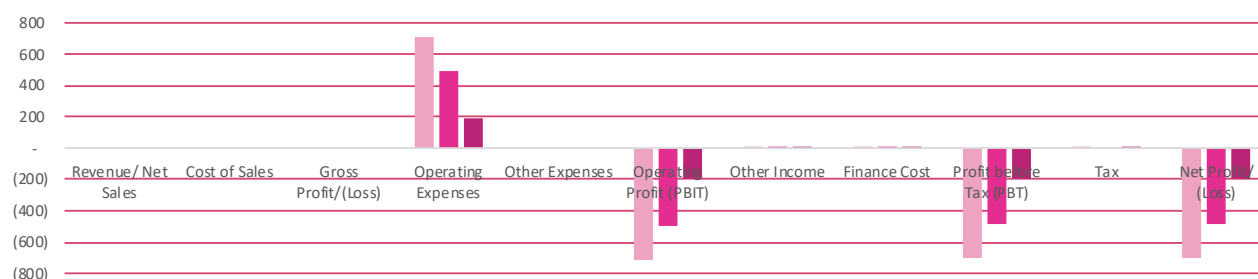 800
600
400
200
-
(200)
(400)
(600)
(800)
Revenue/ Net
Sales
Cost of Sales
Gross
Profit/(Loss)
Operating
Expenses
Other Expenses
Operating
Profit (PBIT)
Other Income
Finance Cost
Profit before
Tax (PBT)
Tax
Net Profit/
(Loss)